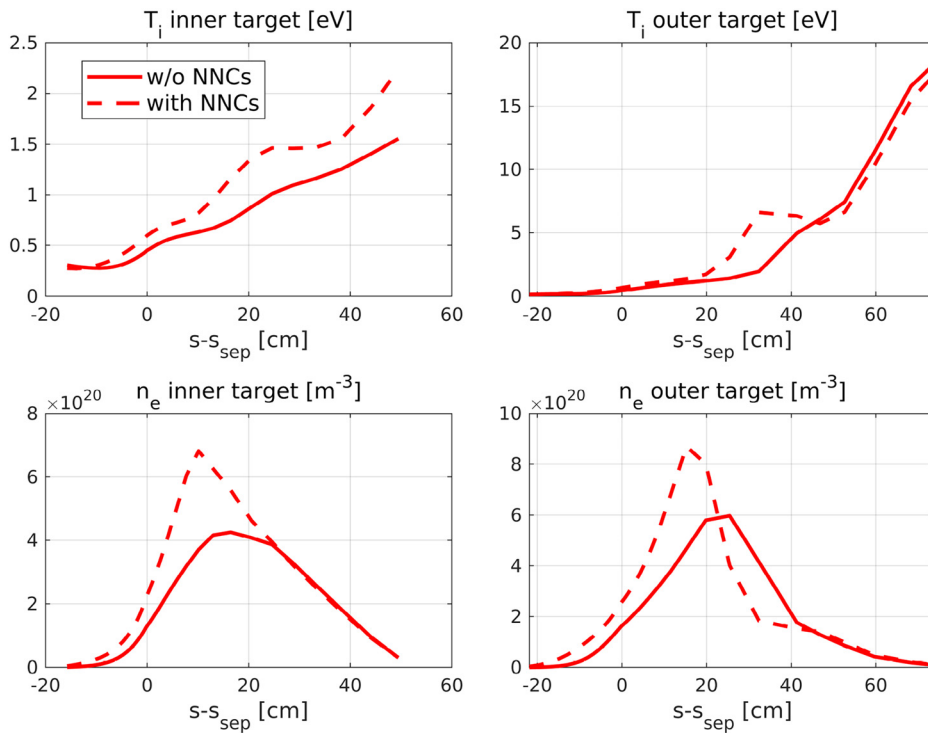 T_i inner target [eV]
2.5
2
1.5
1
0.5
0
w/o NNCs
with NNCs
-20 0 20 40 60
s-s_sep [cm]
T_i outer target [eV]
20
15
10
5
0
-20 0 20 40 60
s-s_sep [cm]
n_e inner target [m^-3]
×10^20
8
6
4
2
0
-20 0 20 40 60
s-s_sep [cm]
n_e outer target [m^-3]
×10^20
10
8
6
4
2
0
-20 0 20 40 60
s-s_sep [cm]